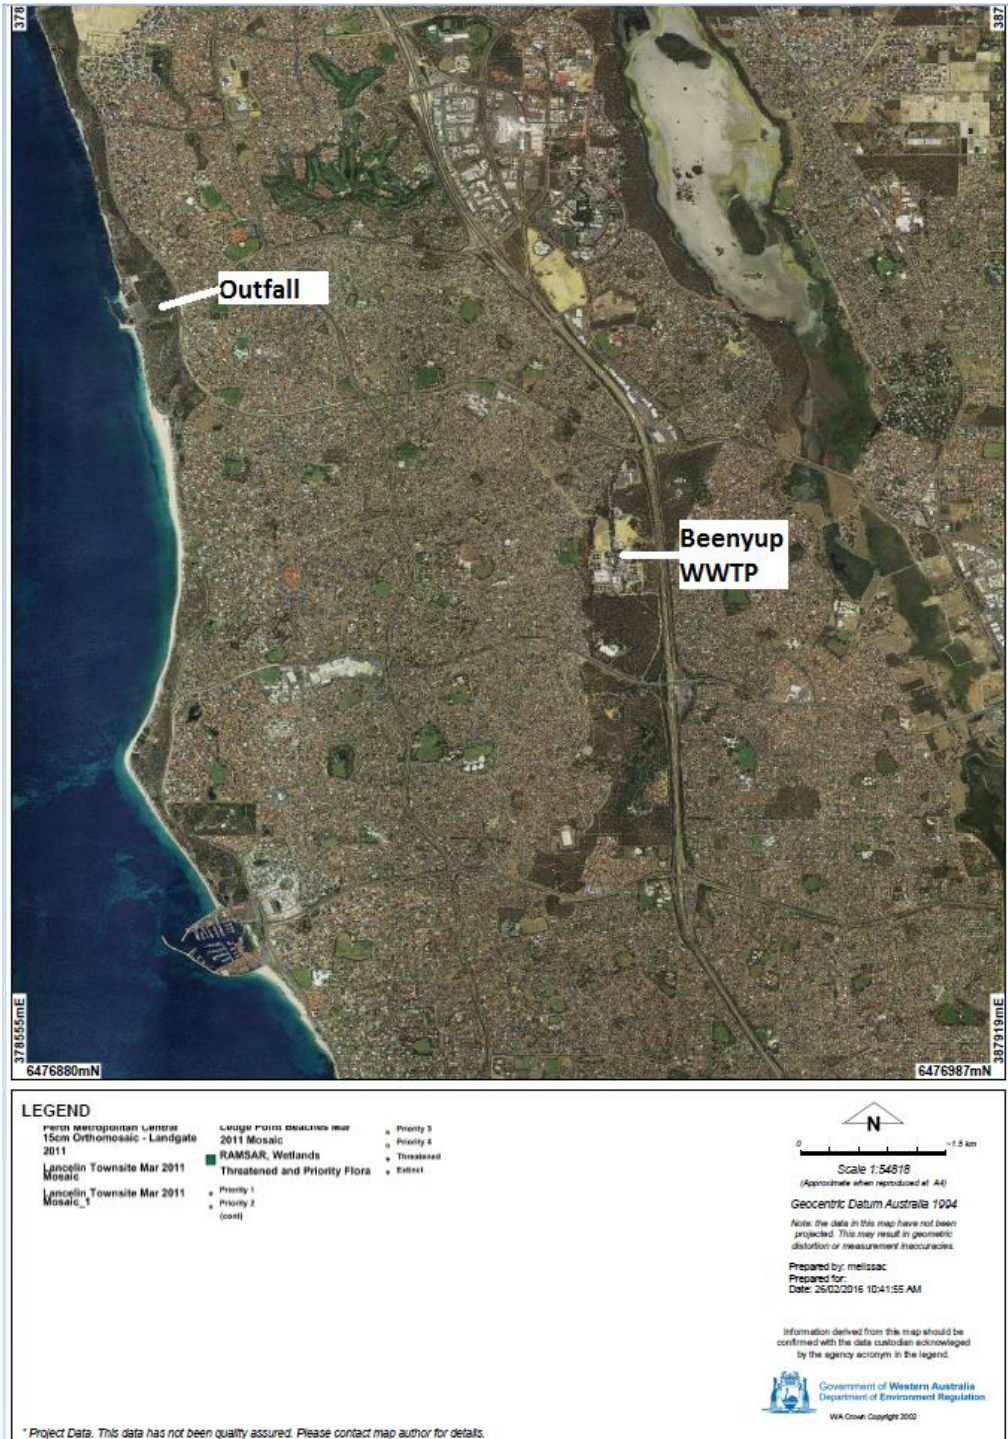 378
387
Outfall
Beenyup
WWTP
378555mE
387919mE
6476880mN
6476987mN
LEGEND
Perth Metropolitan Central
15cm Orthomosaic - Landgate
2011
Lancelin Townsite Mar 2011
Mosaic
Lancelin Townsite Mar 2011
Mosaic_1
Ledge Point Beaches Mar
2011 Mosaic
RAMSAR, Wetlands
Threatened and Priority Flora
Priority 1
Priority 2
(cont)
Priority 3
Priority 4
Threatened
Extinct
N
0 ~1.5 km
Scale 1:54818
(Approximate when reproduced at A4)
Geocentric Datum Australia 1994
Note: the data in this map have not been
projected. This may result in geometric
distortion or measurement inaccuracies.
Prepared by: melissac
Prepared for:
Date: 26/02/2016 10:41:55 AM
Information derived from this map should be
confirmed with the data custodian acknowleged
by the agency acronym in the legend.
Government of Western Australia
Department of Environment Regulation
WA Crown Copyright 2002
* Project Data. This data has not been quality assured. Please contact map author for details.